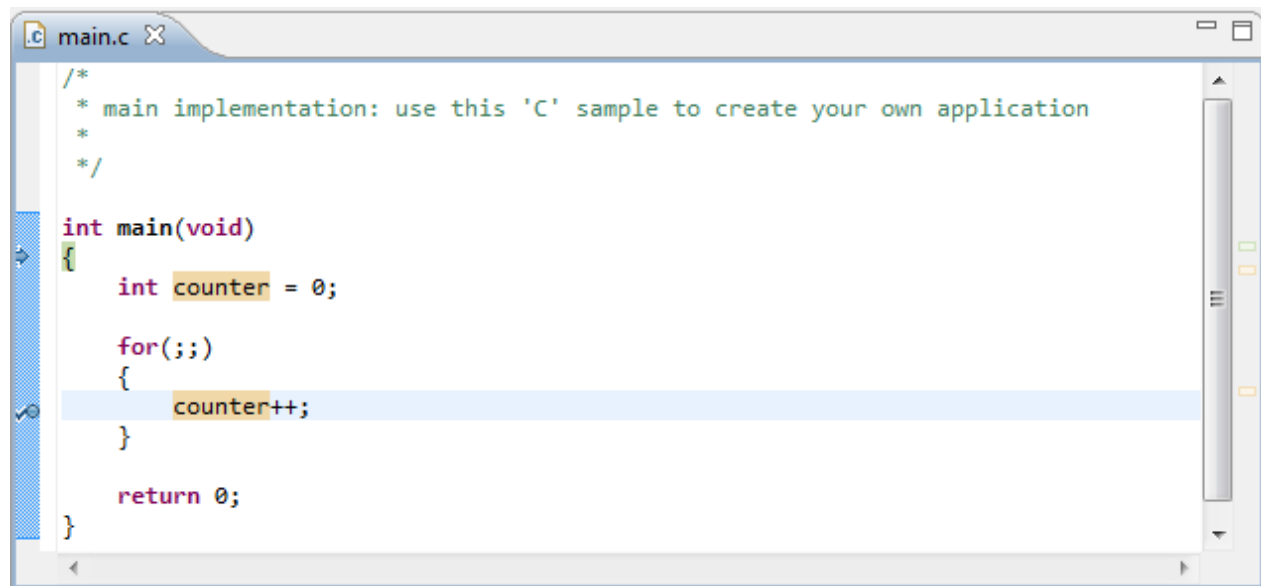 main.c
/*
 * main implementation: use this 'C' sample to create your own application
 *
 */
int main(void)
{
    int counter = 0;
    for(;;)
    {
        counter++;
    }
    return 0;
}